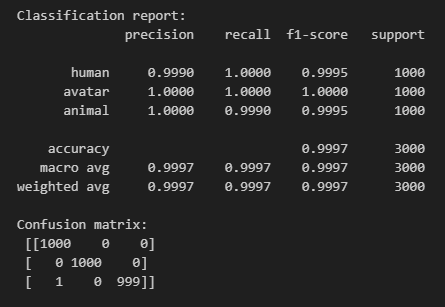 Classification report:
precision recall f1-score support
human 0.9990 1.0000 0.9995 1000
avatar 1.0000 1.0000 1.0000 1000
animal 1.0000 0.9990 0.9995 1000
accuracy 0.9997 3000
macro avg 0.9997 0.9997 0.9997 3000
weighted avg 0.9997 0.9997 0.9997 3000
Confusion matrix:
[[1000 0 0]
[ 0 1000 0]
[ 1 0 999]]